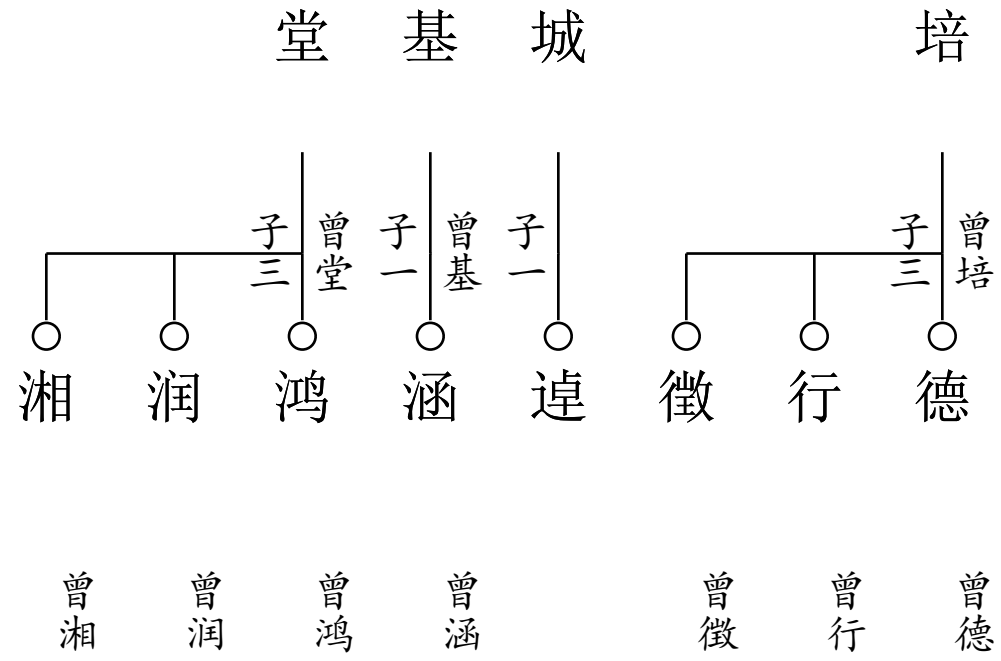 堂 基 城 培
子三 曾堂 子一 曾基 子一 子三 曾培
湘 润 鸿 涵 逴 徵 行 德
曾湘 曾润 曾鸿 曾涵 曾徵 曾行 曾德